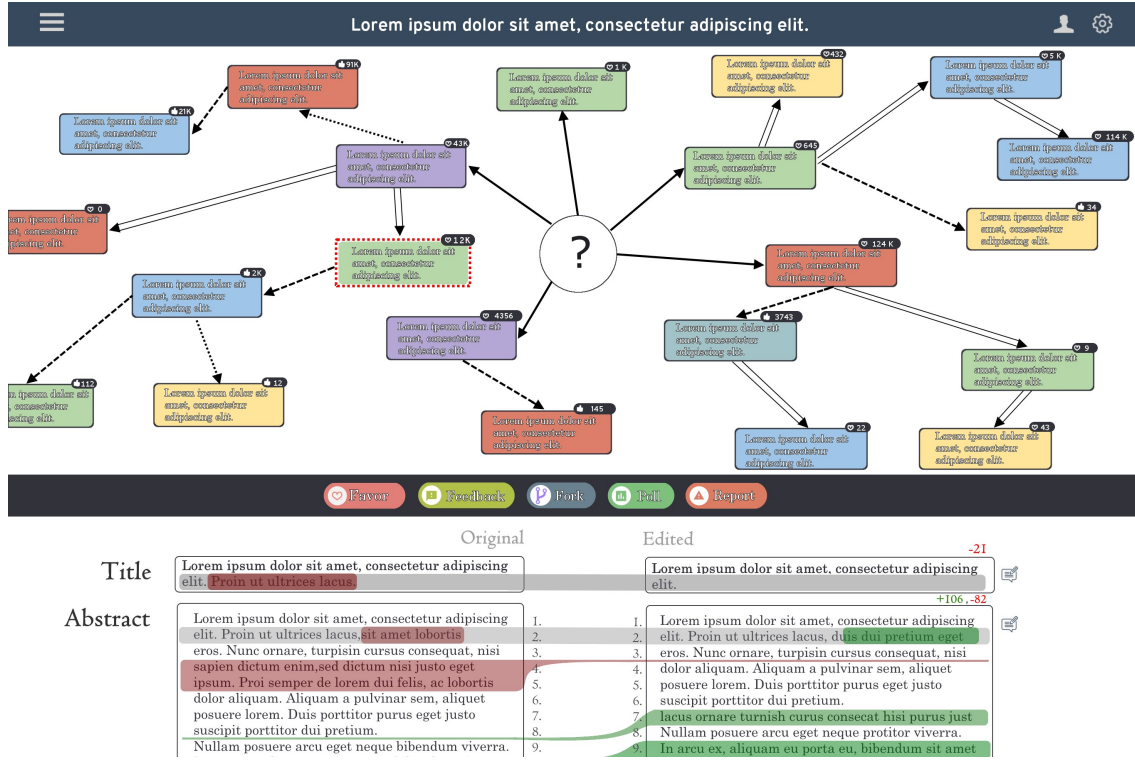 Lorem ipsum dolor sit amet, consectetur adipiscing elit.
91K
Lorem ipsum dolor sit
amet, consectetur
adipiscing elit.
21K
Lorem ipsum dolor sit
amet, consectetur
adipiscing elit.
43K
Lorem ipsum dolor sit
amet, consectetur
adipiscing elit.
1 K
Lorem ipsum dolor sit
amet, consectetur
adipiscing elit.
432
Lorem ipsum dolor sit
amet, consectetur
adipiscing elit.
5 K
Lorem ipsum dolor sit
amet, consectetur
adipiscing elit.
114 K
Lorem ipsum dolor sit
amet, consectetur
adipiscing elit.
645
Lorem ipsum dolor sit
amet, consectetur
adipiscing elit.
34
Lorem ipsum dolor sit
amet, consectetur
adipiscing elit.
0
dolor sit
consectetur
elit.
12K
Lorem ipsum dolor sit
amet, consectetur
adipiscing elit.
?
124 K
Lorem ipsum dolor sit
amet, consectetur
adipiscing elit.
2K
Lorem ipsum dolor sit
amet, consectetur
adipiscing elit.
4356
Lorem ipsum dolor sit
amet, consectetur
adipiscing elit.
3743
Lorem ipsum dolor sit
amet, consectetur
adipiscing elit.
9
Lorem ipsum dolor sit
amet, consectetur
adipiscing elit.
112
ipsum dolor sit
, consectetur
elit.
12
Lorem ipsum dolor sit
amet, consectetur
adipiscing elit.
145
Lorem ipsum dolor sit
amet, consectetur
adipiscing elit.
22
Lorem ipsum dolor sit
amet, consectetur
adipiscing elit.
43
Lorem ipsum dolor sit
amet, consectetur
adipiscing elit.
Favor Feedback Fork Poll Report
Original Edited
-21
Title
Lorem ipsum dolor sit amet, consectetur adipiscing
elit. Proin ut ultrices lacus.
Lorem ipsum dolor sit amet, consectetur adipiscing
elit.
+106 ,-82
Abstract
Lorem ipsum dolor sit amet, consectetur adipiscing 1.
elit. Proin ut ultrices lacus,sit amet lobortis 2.
eros. Nunc ornare, turpisin cursus consequat, nisi 3.
sapien dictum enim,sed dictum nisi justo eget 4.
ipsum. Proi semper de lorem dui felis, ac lobortis 5.
dolor aliquam. Aliquam a pulvinar sem, aliquet 6.
posuere lorem. Duis porttitor purus eget justo 7.
suscipit porttitor dui pretium. 8.
Nullam posuere arcu eget neque bibendum viverra. 9.
1. Lorem ipsum dolor sit amet, consectetur adipiscing
2. elit. Proin ut ultrices lacus, duis dui pretium eget
3. eros. Nunc ornare, turpisin cursus consequat, nisi
4. dolor aliquam. Aliquam a pulvinar sem, aliquet
5. posuere lorem. Duis porttitor purus eget justo
6. suscipit porttitor dui pretium.
7. lacus ornare turnish curus consecat hisi purus just
8. Nullam posuere arcu eget neque protitor viverra.
9. In arcu ex, aliquam eu porta eu, bibendum sit amet